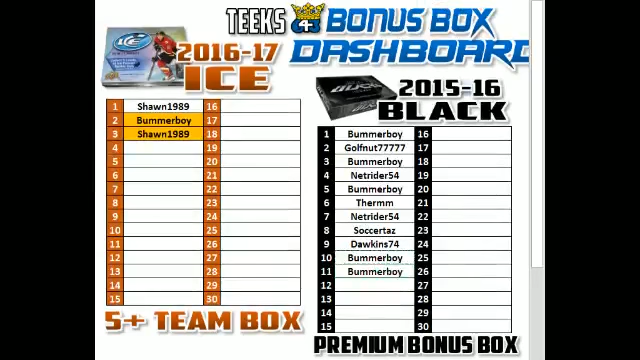 TEEKS 4 BONUS BOX
DASHBOARD
2016-17
ICE
2015-16
BLACK
1 Shawn1989 16
2 Bummerboy 17
3 Shawn1989 18
4 19
5 20
6 21
7 22
8 23
9 24
10 25
11 26
12 27
13 28
14 29
15 30
5+ TEAM BOX
1 Bummerboy 16
2 Golfnut77777 17
3 Bummerboy 18
4 Netrider54 19
5 Bummerboy 20
6 Thermm 21
7 Netrider54 22
8 Soccertaz 23
9 Dawkins74 24
10 Bummerboy 25
11 Bummerboy 26
12 27
13 28
14 29
15 30
PREMIUM BONUS BOX